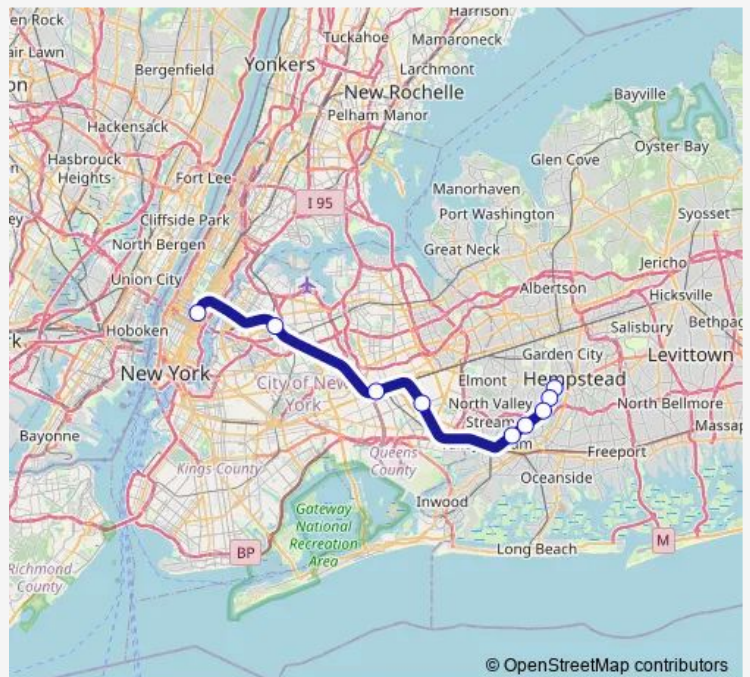 en Rock
Harrison
Tuckahoe
Mamaroneck
air Lawn
Bergenfield
Yonkers
Larchmont
on
New Rochelle
Pelham Manor
Bayville
Hackensack
Oyster Bay
Hasbrouck
Heights
Glen Cove
Fort Lee
Manorhaven
I 95
Port Washington
Syosset
ey
Cliffside Park
North Bergen
Great Neck
Jericho
Union City
Albertson
Hicksville
Hoboken
Salisbury
Bethpag
rk
Garden City
Levittown
New York
City of New
York
Elmont
Hempstead
North Valley
Stream
North Bellmore
Bayonne
Massap
Kings County
Queens
County
Freeport
Oceanside
Gateway
National
Recreation
Area
Inwood
BP
Long Beach
M
Richmond
County
© OpenStreetMap contributors